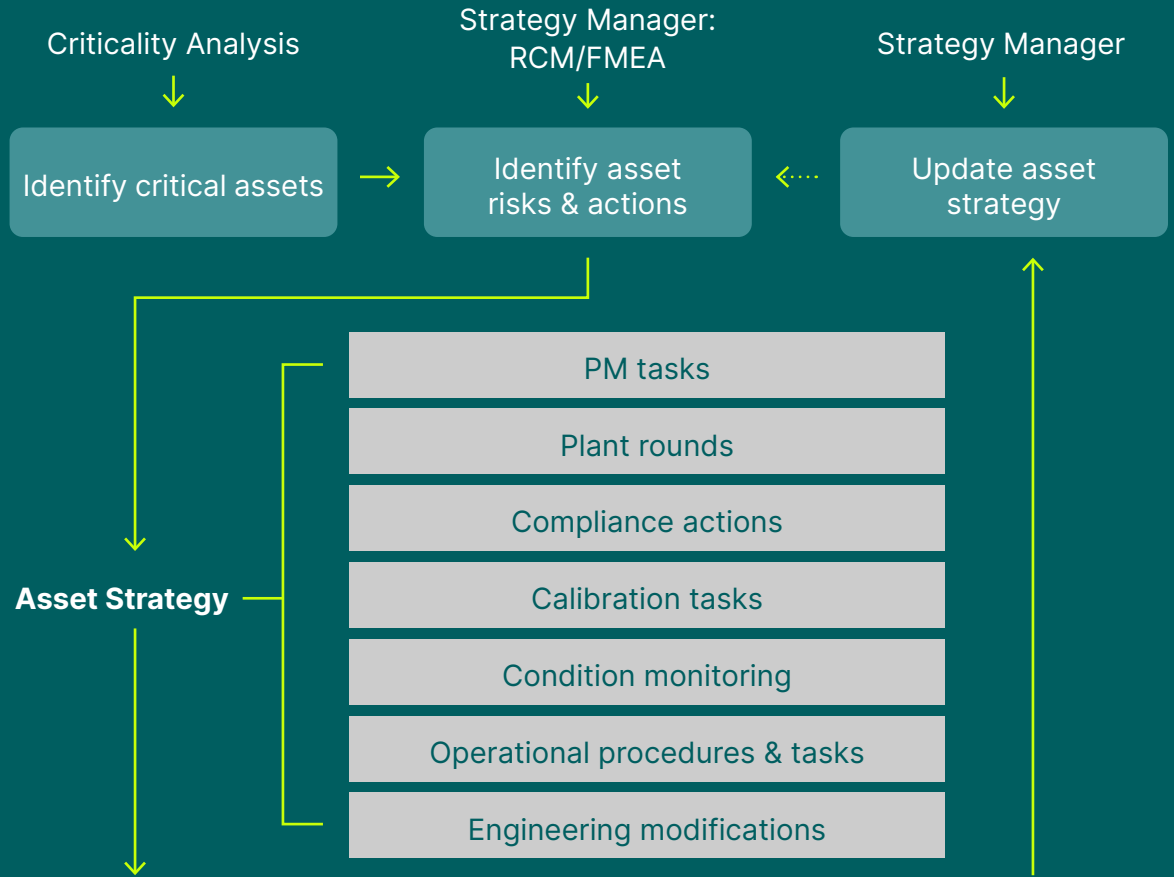 Criticality Analysis
Strategy Manager:
RCM/FMEA
Strategy Manager
Identify critical assets
Identify asset
risks & actions
Update asset
strategy
PM tasks
Plant rounds
Compliance actions
Calibration tasks
Asset Strategy
Condition monitoring
Operational procedures & tasks
Engineering modifications